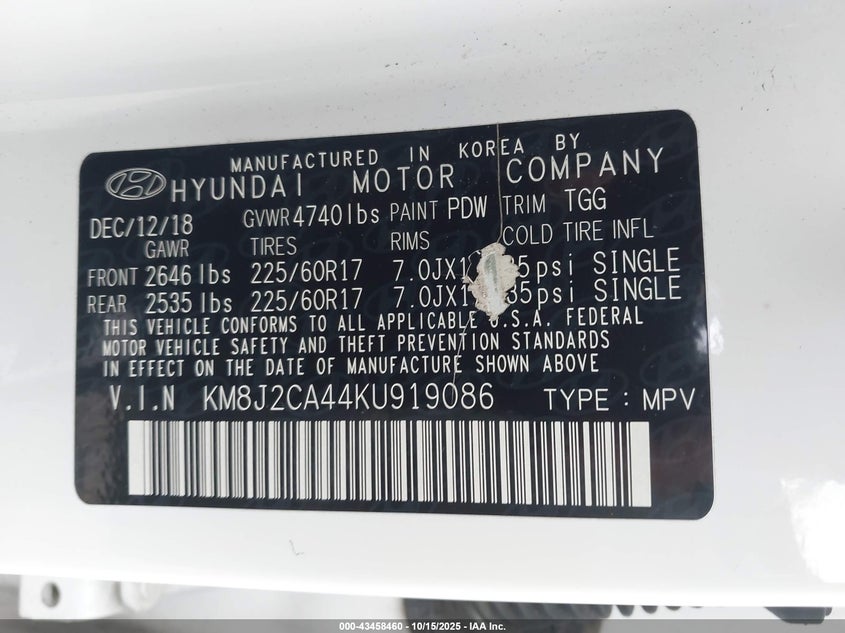 MANUFACTURED IN KOREA BY
HYUNDAI MOTOR COMPANY
DEC/12/18 GVWR 4740lbs PAINT PDW TRIM TGG
GAWR TIRES RIMS COLD TIRE INFL
FRONT 2646 lbs 225/60R17 7.0JX1 5psi SINGLE
REAR 2535 lbs 225/60R17 7.0JX1 35psi SINGLE
THIS VEHICLE CONFORMS TO ALL APPLICABLE U.S.A. FEDERAL
MOTOR VEHICLE SAFETY AND THEFT PREVENTION STANDARDS
IN EFFECT ON THE DATE OF MANUFACTURE SHOWN ABOVE
V.I.N KM8J2CA44KU919086 TYPE : MPV
000-43458460 - 10/15/2025 - IAA Inc.